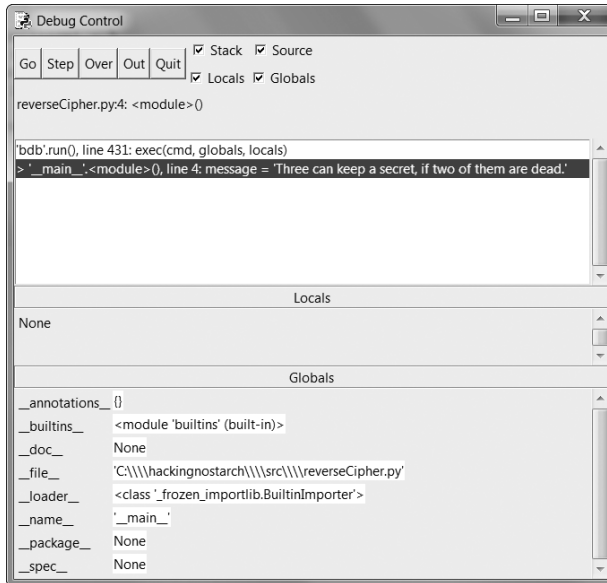 Debug Control
Go Step Over Out Quit Stack Source
Locals Globals
reverseCipher.py:4: <module>()
'bdb'.run(), line 431: exec(cmd, globals, locals)
> '__main__'.<module>(), line 4: message = 'Three can keep a secret, if two of them are dead.'
Locals
None
Globals
__annotations__ {}
__builtins__ <module 'builtins' (built-in)>
__doc__ None
__file__ 'C:\\\\hackingnostarch\\\\src\\\\reverseCipher.py'
__loader__ <class '_frozen_importlib.BuiltinImporter'>
__name__ '__main__'
__package__ None
__spec__ None